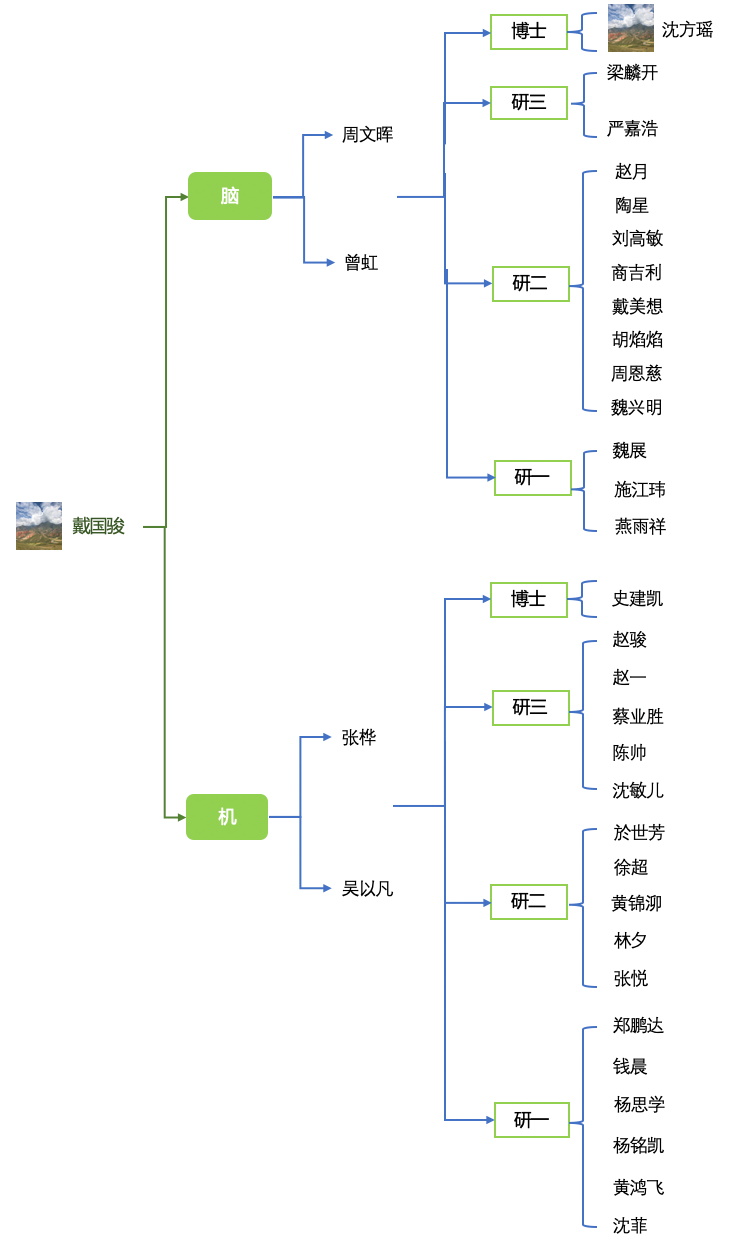 戴国骏
脑
周文晖
曾虹
博士
沈方瑶
研三
梁麟开
严嘉浩
研二
赵月
陶星
刘高敏
商吉利
戴美想
胡焰焰
周恩慈
魏兴明
研一
魏展
施江玮
燕雨祥
机
张桦
吴以凡
博士
史建凯
研三
赵骏
赵一
蔡业胜
陈帅
沈敏儿
研二
於世芳
徐超
黄锦泖
林夕
张悦
研一
郑鹏达
钱晨
杨思学
杨铭凯
黄鸿飞
沈菲